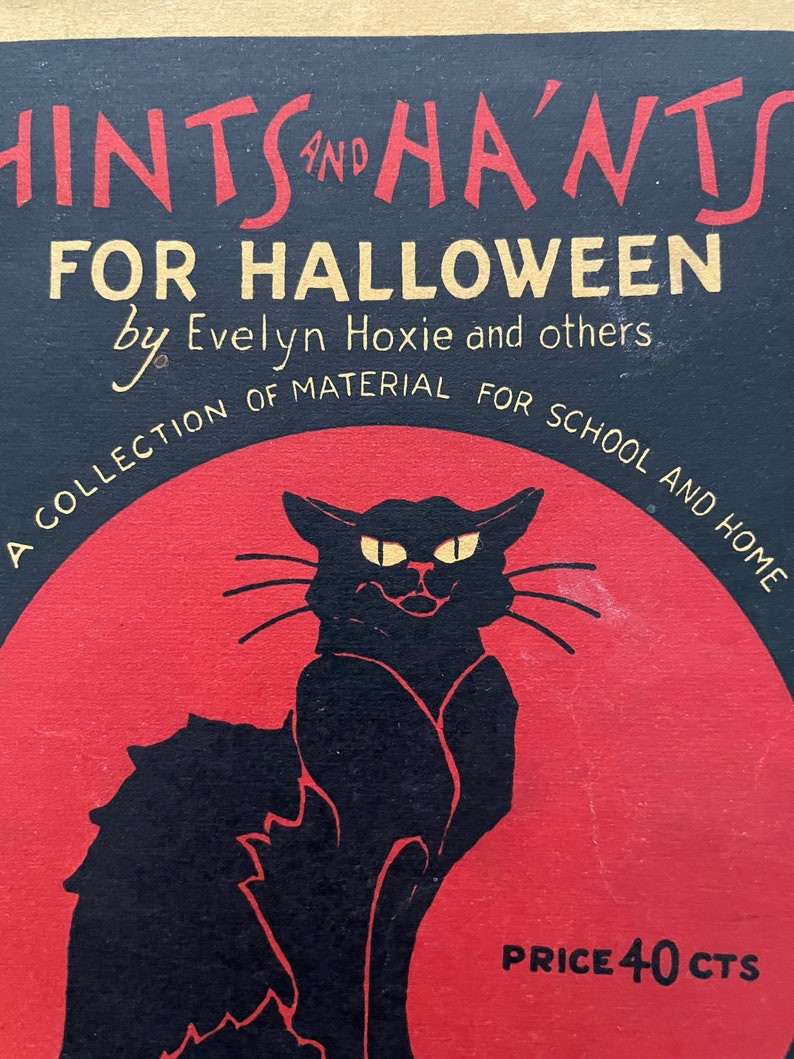 HINTS AND HA'NTS
FOR HALLOWEEN
by Evelyn Hoxie and others
A COLLECTION OF MATERIAL FOR SCHOOL AND HOME
PRICE 40 CTS